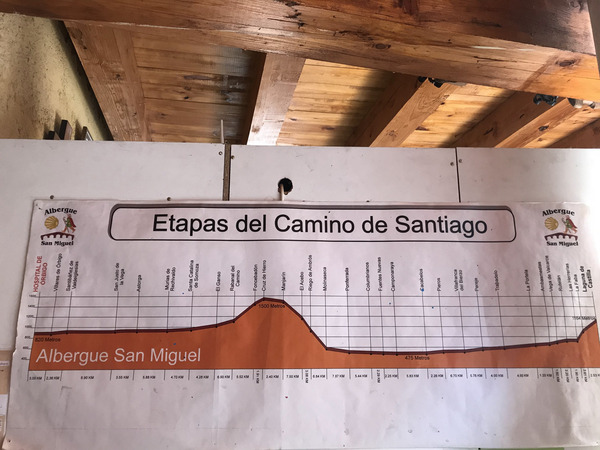 Albergue
San Miguel
Etapas del Camino de Santiago
Albergue
San Miguel
HOSPITAL DE
ÓRBIGO
Villares de Órbigo
Santibáñez de
Valdeiglesias
San Justo de
la Vega
Astorga
Murias de
Rechivaldo
Santa Catalina
de Somoza
El Ganso
Rabanal del
Camino
Foncebadón
Cruz de Hierro
Manjarín
El Acebo
Riego de Ambrós
Molinaseca
Ponferrada
Columbrianos
Fuentes Nuevas
Camponaraya
Cacabelos
Pieros
Villafranca
del Bierzo
Pereje
Trabadelo
La Portela
Ambasmestas
Vega de Valcarce
Ruitelán
Las Herrerías
La Faba
Laguna de
Castilla
1500 Metros
820 Metros
475 Metros
Albergue San Miguel